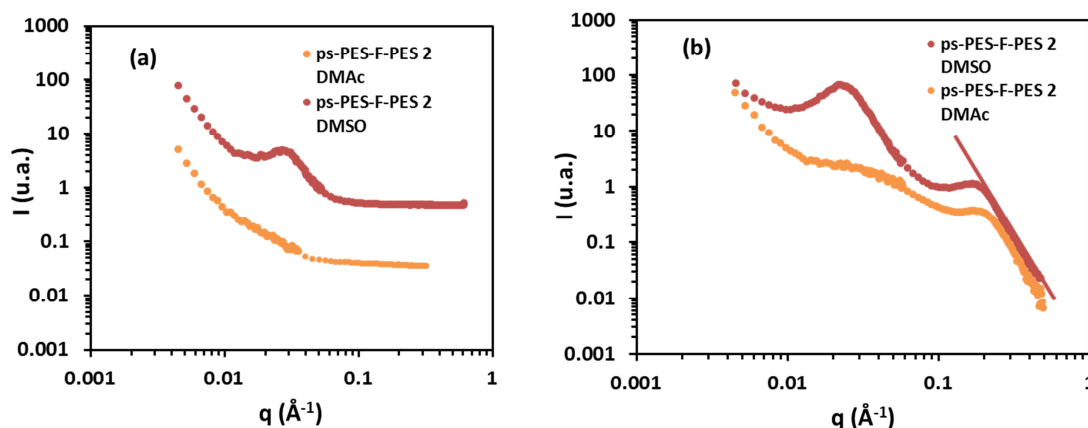 (a)
ps-PES-F-PES 2
DMAc
ps-PES-F-PES 2
DMSO
1000
100
10
1
0.1
0.01
0.001
I (u.a.)
0.001 0.01 0.1 1
q (Å⁻¹)
(b)
ps-PES-F-PES 2
DMSO
ps-PES-F-PES 2
DMAc
1000
100
10
1
0.1
0.01
0.001
I (u.a.)
0.001 0.01 0.1 1
q (Å⁻¹)